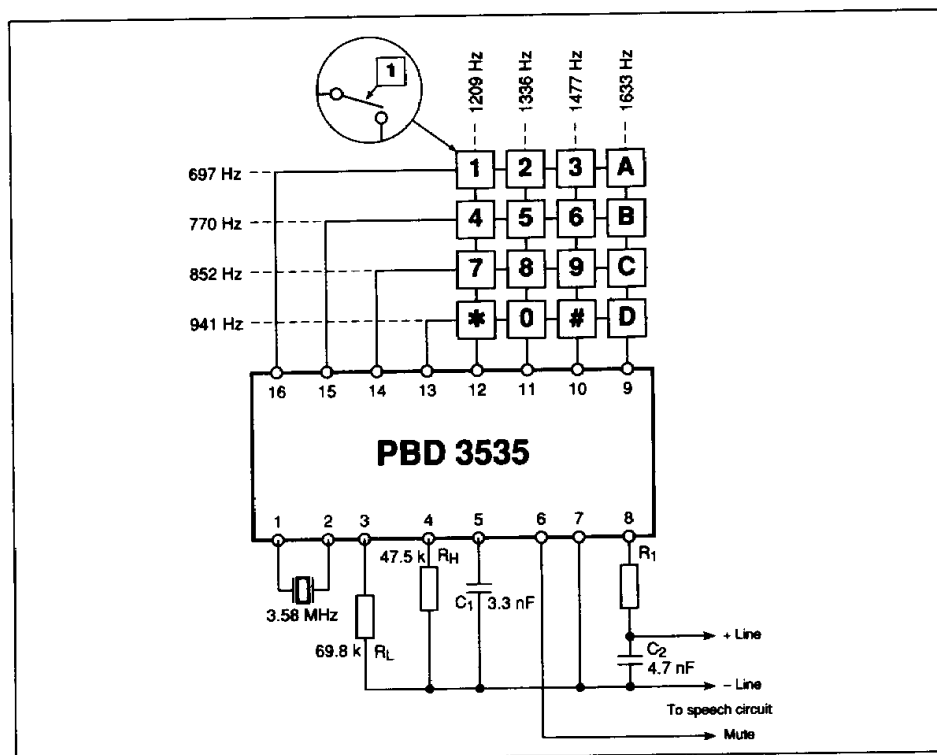 1
1209 Hz
1336 Hz
1477 Hz
1633 Hz
697 Hz
1 2 3 A
770 Hz
4 5 6 B
852 Hz
7 8 9 C
941 Hz
* 0 # D
16 15 14 13 12 11 10 9
PBD 3535
1 2 3 4 5 6 7 8
3.58 MHz
69.8 k RL
47.5 k RH
C1 3.3 nF
R1
C2
4.7 nF
+ Line
– Line
To speech circuit
Mute